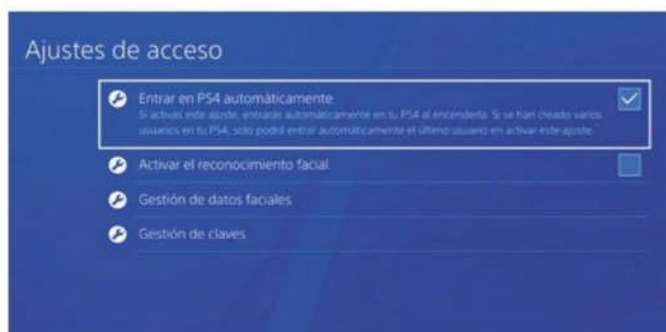 Ajustes de acceso
Entrar en PS4 automáticamente
Si activas este ajuste, entrarás automáticamente en tu PS4 al encenderla. Si se han creado varios
usuarios en tu PS4, solo podrá entrar automáticamente el último usuario en activar este ajuste.
Activar el reconocimiento facial
Gestión de datos faciales
Gestión de claves